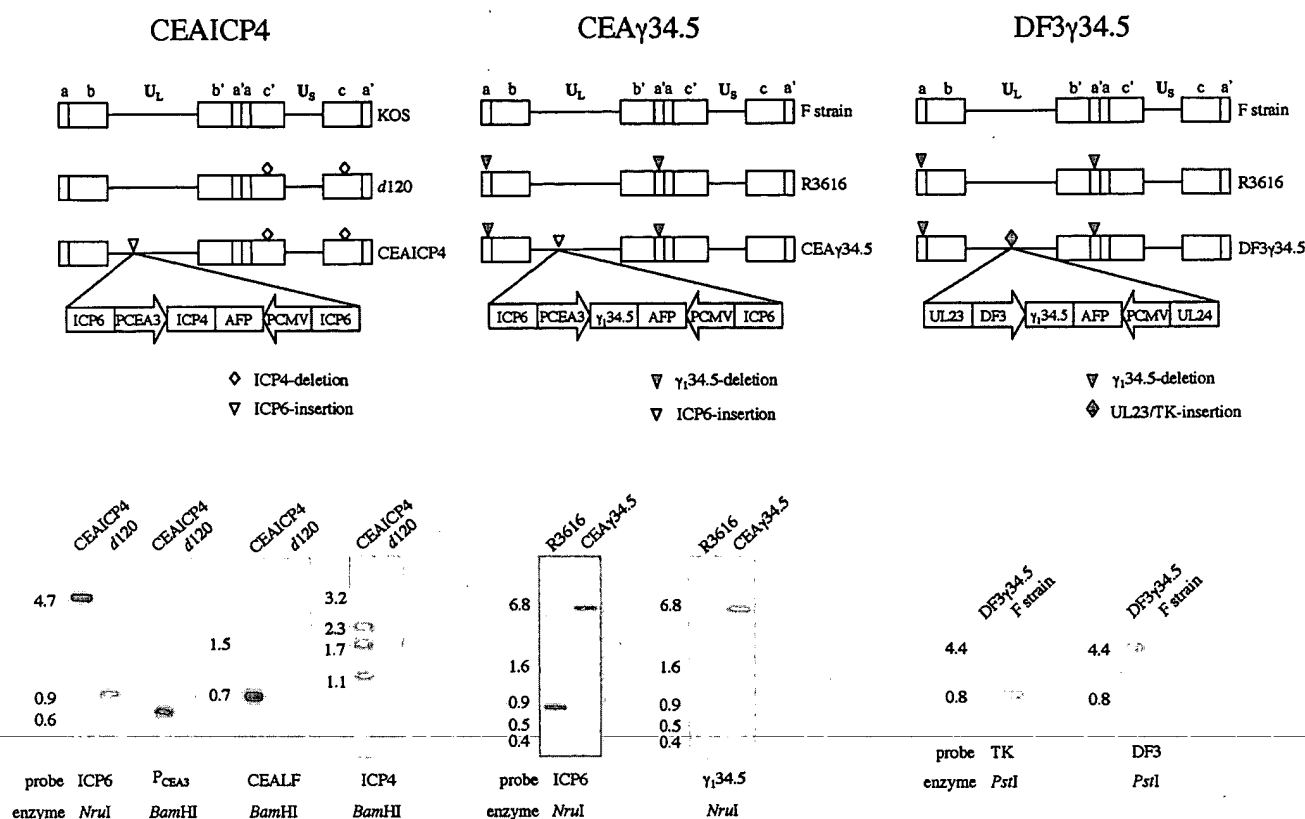 CEAICP4
a b U_L b' a'a c' U_S c a'
KOS
d120
CEAICP4
ICP6 PCEA3 ICP4 AFP PCMV ICP6
◇ ICP4-deletion
▽ ICP6-insertion
CEAγ34.5
a b U_L b' a'a c' U_S c a'
F strain
R3616
CEAγ34.5
ICP6 PCEA3 γ₁34.5 AFP PCMV ICP6
γ₁34.5-deletion
▽ ICP6-insertion
DF3γ34.5
a b U_L b' a'a c' U_S c a'
F strain
R3616
DF3γ34.5
UL23 DF3 γ₁34.5 AFP PCMV UL24
γ₁34.5-deletion
UL23/TK-insertion
CEAICP4 d120 CEAICP4 d120 CEAICP4 d120 CEAICP4 d120
4.7
0.9
0.6
1.5
0.7
3.2
2.3
1.7
1.1
probe ICP6 P_CEA3 CEALF ICP4
enzyme NruI BamHI BamHI BamHI
R3616 CEAγ34.5 R3616 CEAγ34.5
6.8
1.6
0.9
0.5
0.4
6.8
1.6
0.9
0.5
0.4
probe ICP6 γ₁34.5
enzyme NruI NruI
DF3γ34.5 F strain DF3γ34.5 F strain
4.4
0.8
4.4
0.8
probe TK DF3
enzyme PstI PstI